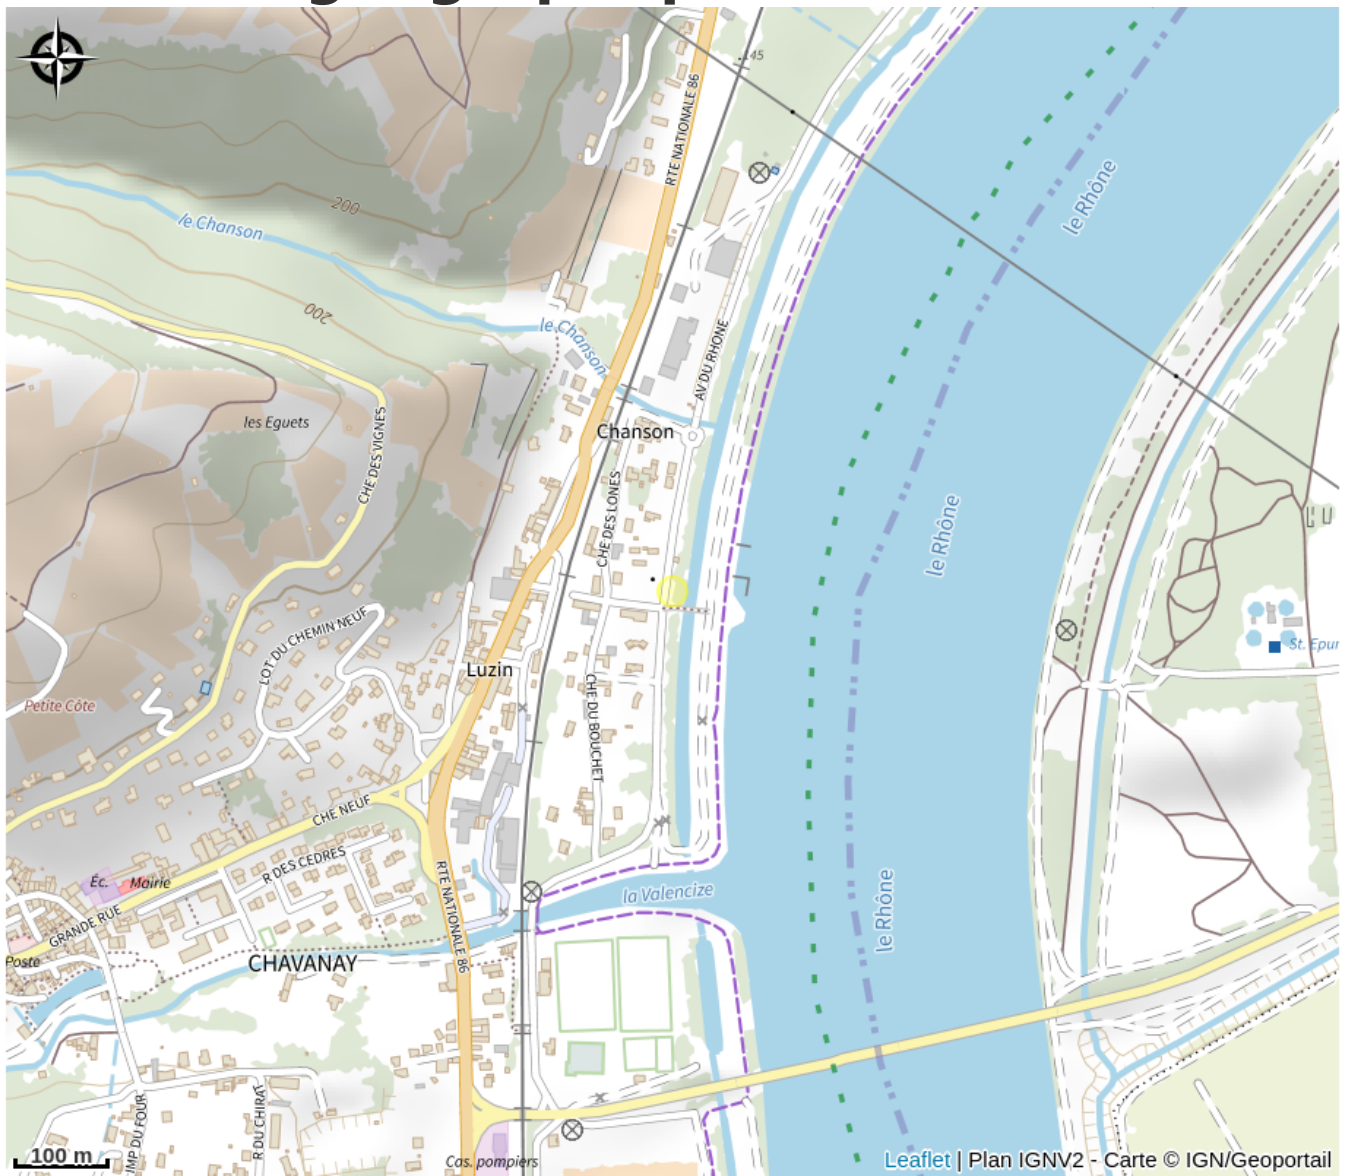 145
RTE NATIONALE 86
le Rhône
200
le Chanson
200
le Chanson
AV DU RHONE
les Eguets
Chanson
CHE DES VIGNES
CHE DES LONES
le Rhône
LOT DU CHEMIN NEUF
St. Epur
Luzin
Petite Côte
CHE DU BOUCHET
CHE NEUF
R DES CEDRES
Éc.
Mairie
la Valencize
le Rhône
RTE NATIONALE 86
GRANDE RUE
Poste
CHAVANAY
IMP DU FOUR
R DU CHIRAT
100 m
Cas. pompiers
Leaflet | Plan IGNV2 - Carte © IGN/Geoportail